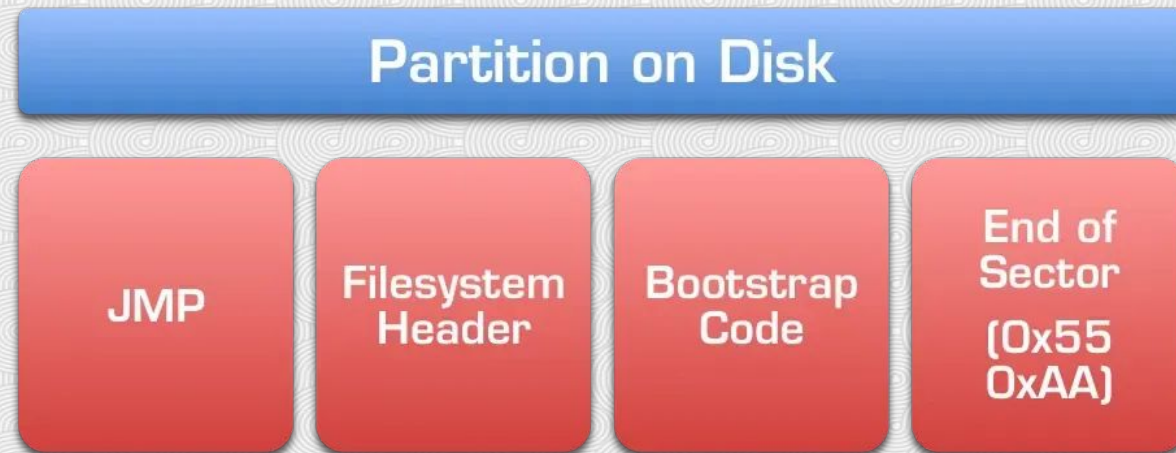 Partition on Disk
JMP
Filesystem
Header
Bootstrap
Code
End of
Sector
(0x55
0xAA)